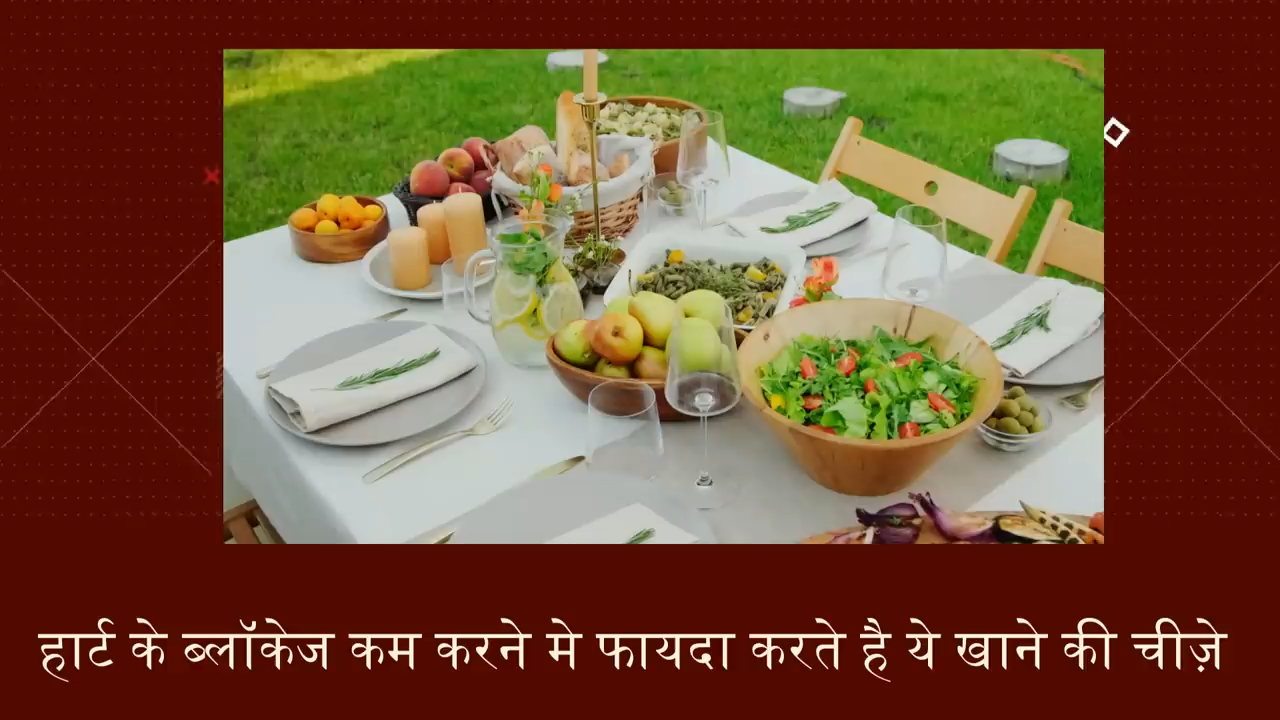 हार्ट के ब्लॉकेज कम करने मे फायदा करते है ये खाने की चीज़े